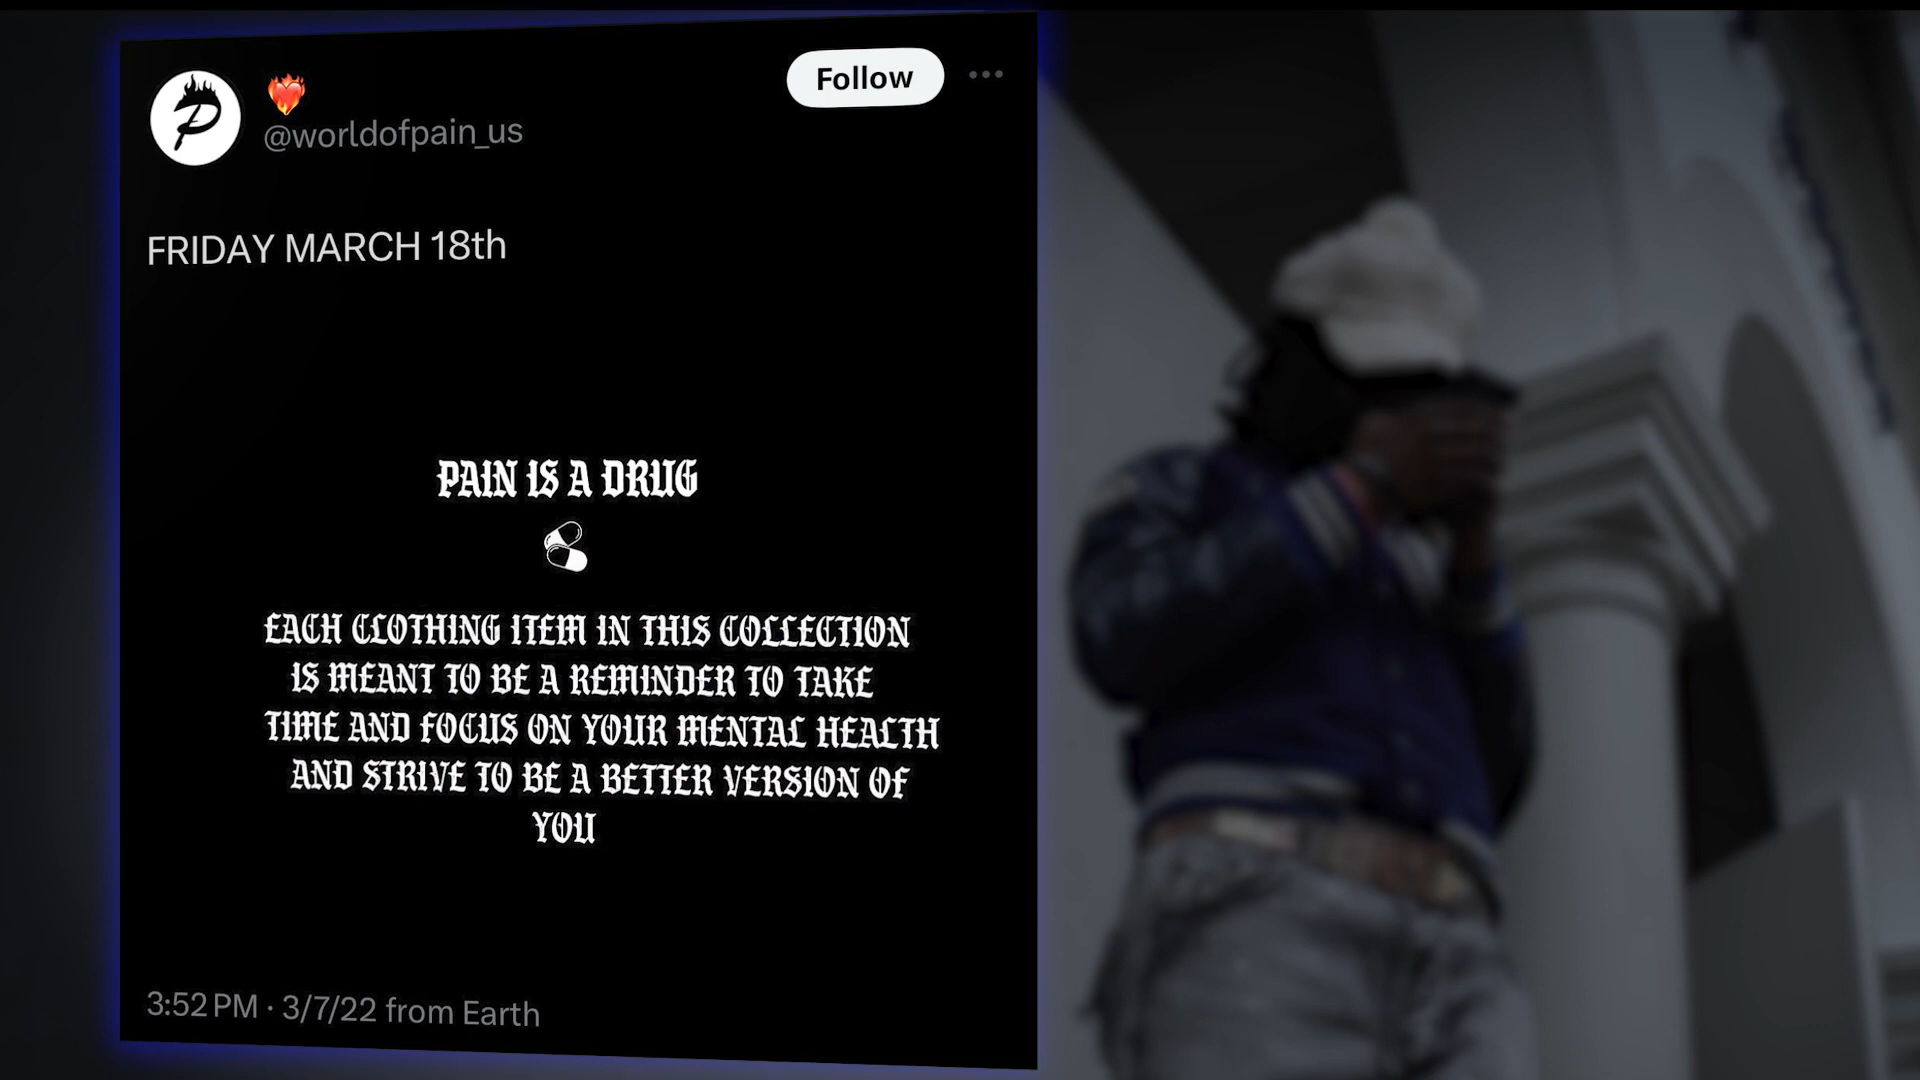 ❤️‍🔥
Follow
@worldofpain_us
FRIDAY MARCH 18th
PAIN IS A DRUG
EACH CLOTHING ITEM IN THIS COLLECTION
IS MEANT TO BE A REMINDER TO TAKE
TIME AND FOCUS ON YOUR MENTAL HEALTH
AND STRIVE TO BE A BETTER VERSION OF
YOU
3:52 PM · 3/7/22 from Earth